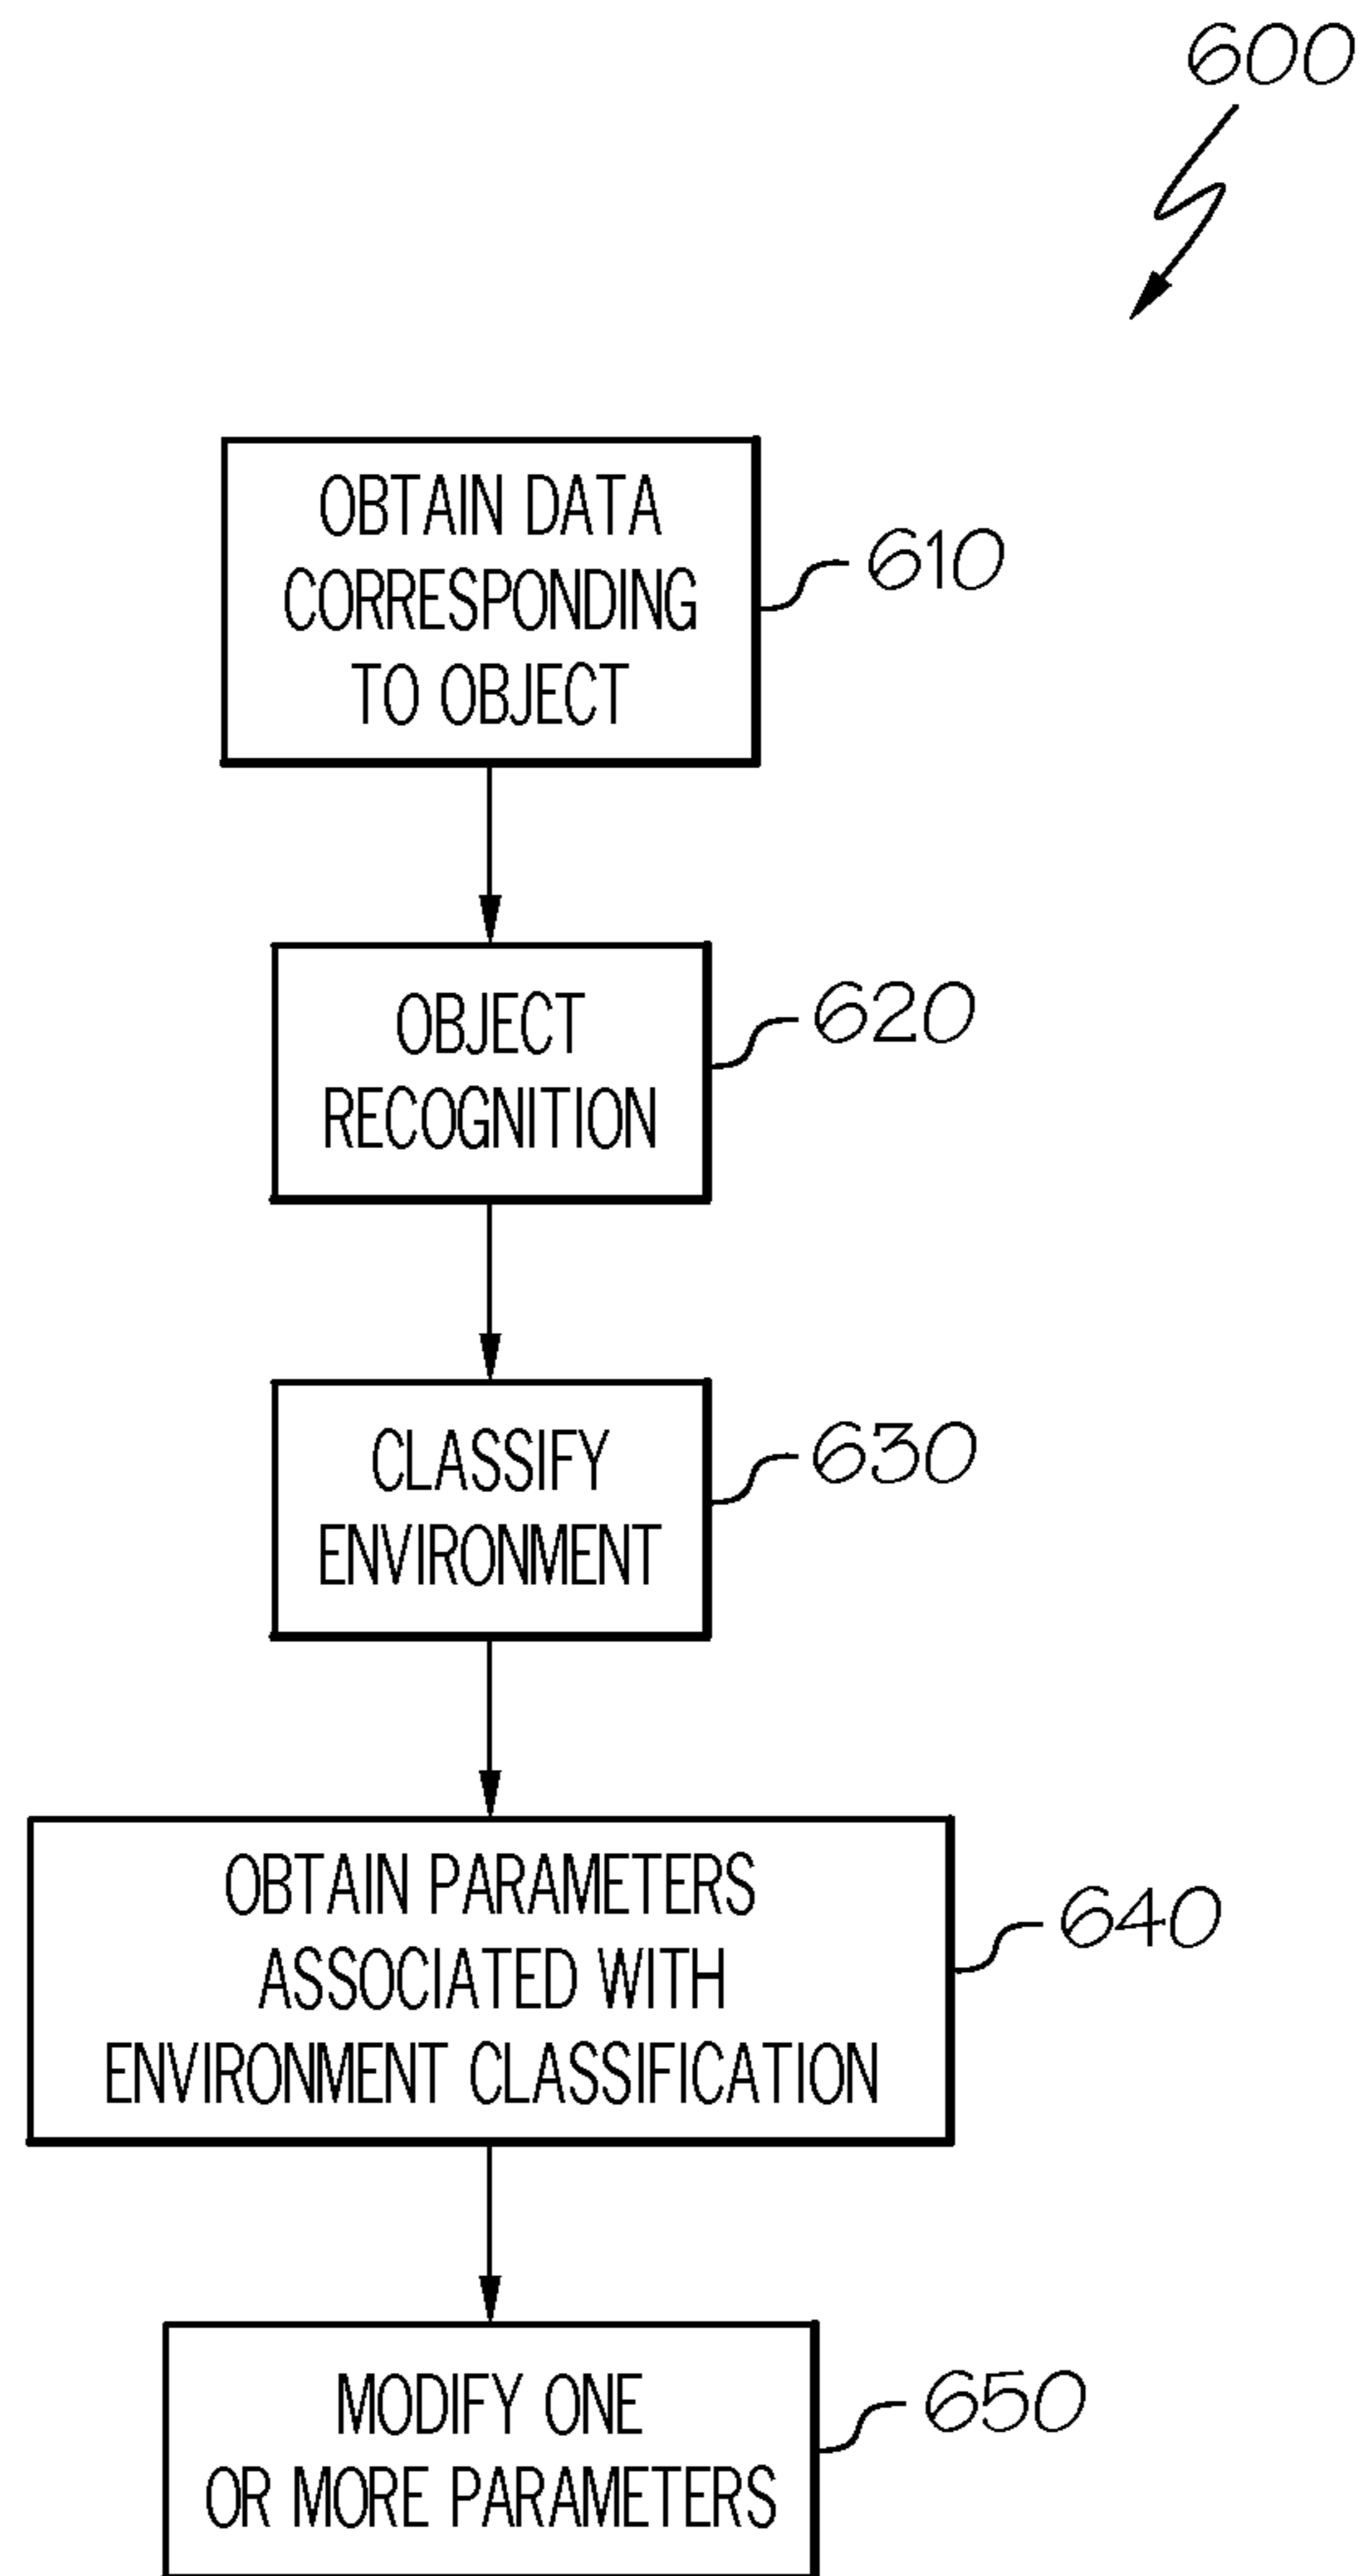 600
OBTAIN DATA
CORRESPONDING
TO OBJECT
610
OBJECT
RECOGNITION
620
CLASSIFY
ENVIRONMENT
630
OBTAIN PARAMETERS
ASSOCIATED WITH
ENVIRONMENT CLASSIFICATION
640
MODIFY ONE
OR MORE PARAMETERS
650